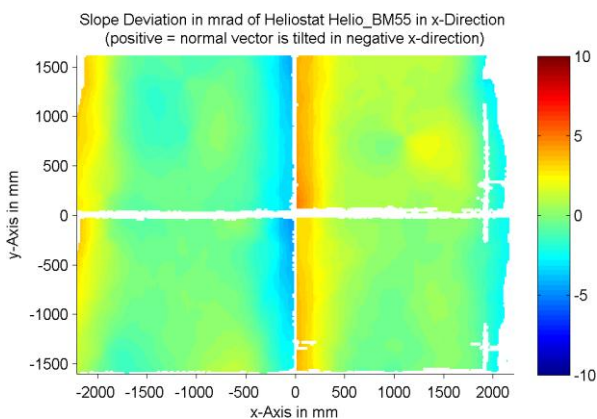 Slope Deviation in mrad of Heliostat Helio_BM55 in x-Direction
(positive = normal vector is tilted in negative x-direction)
y-Axis in mm
1500
1000
500
0
-500
-1000
-1500
-2000 -1500 -1000 -500 0 500 1000 1500 2000
x-Axis in mm
10
5
0
-5
-10